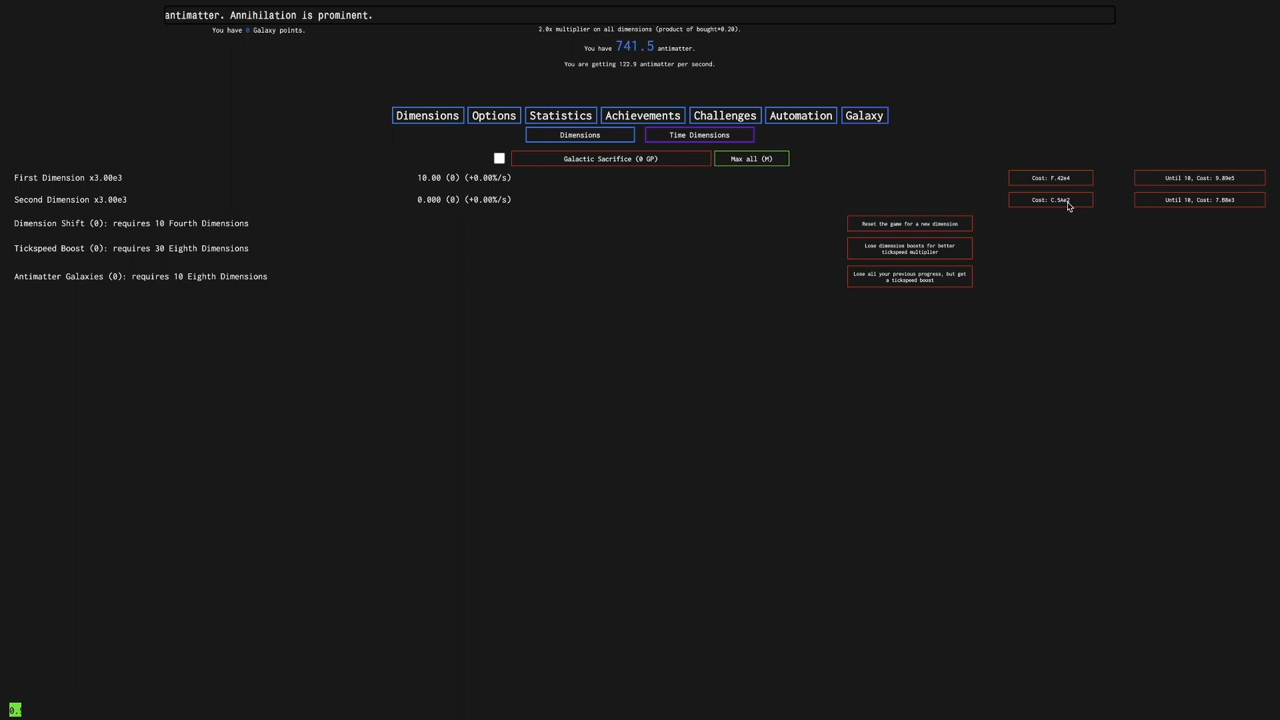 antimatter. Annihilation is prominent.
You have 0 Galaxy points.
2.0x multiplier on all dimensions (product of bought*0.20).
You have 741.5 antimatter.
You are getting 122.9 antimatter per second.
Dimensions Options Statistics Achievements Challenges Automation Galaxy
Dimensions Time Dimensions
Galactic Sacrifice (0 GP) Max all (M)
First Dimension x3.00e3 10.00 (0) (+0.00%/s) Cost: F.42e4 Until 10, Cost: 9.89e5
Second Dimension x3.00e3 0.000 (0) (+0.00%/s) Cost: C.5Ae2 Until 10, Cost: 7.B8e3
Dimension Shift (0): requires 10 Fourth Dimensions Reset the game for a new dimension
Tickspeed Boost (0): requires 30 Eighth Dimensions Lose dimension boosts for better
tickspeed multiplier
Antimatter Galaxies (0): requires 10 Eighth Dimensions Lose all your previous progress, but get
a tickspeed boost